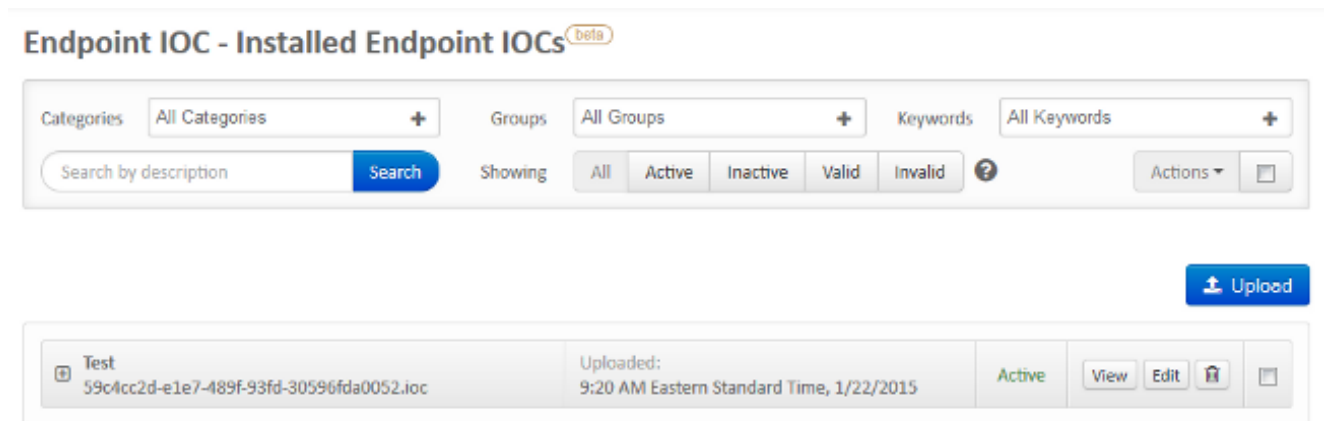 Endpoint IOC - Installed Endpoint IOCs beta
Categories All Categories + Groups All Groups + Keywords All Keywords +
Search by description Search Showing All Active Inactive Valid Invalid ? Actions
Upload
Test Uploaded:
59c4cc2d-e1e7-489f-93fd-30596fda0052.ioc 9:20 AM Eastern Standard Time, 1/22/2015 Active View Edit